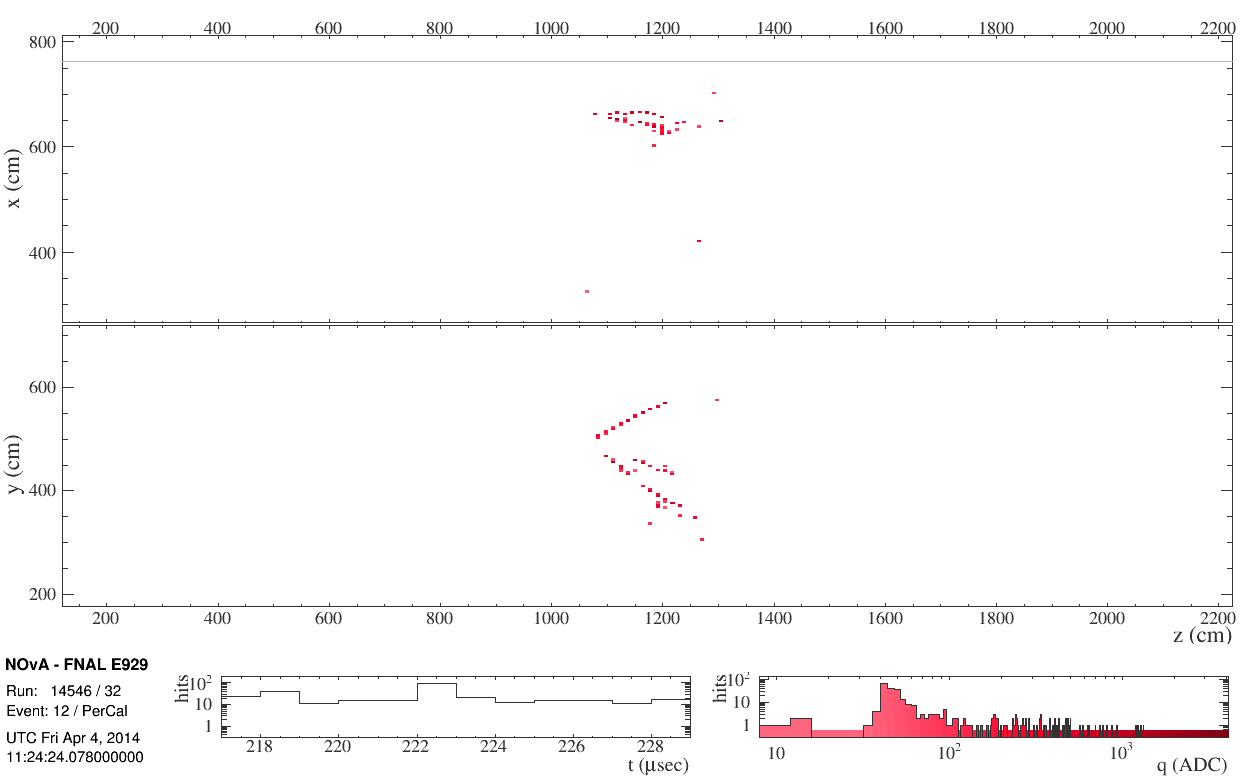 200 400 600 800 1000 1200 1400 1600 1800 2000 2200
800
600
400
x (cm)
600
400
200
y (cm)
200 400 600 800 1000 1200 1400 1600 1800 2000 2200
z (cm)
NOvA - FNAL E929
Run: 14546 / 32
Event: 12 / PerCal
UTC Fri Apr 4, 2014
11:24:24.078000000
hits
10²
10
1
218 220 222 224 226 228
t (μsec)
hits
10²
10
1
10 10² 10³
q (ADC)